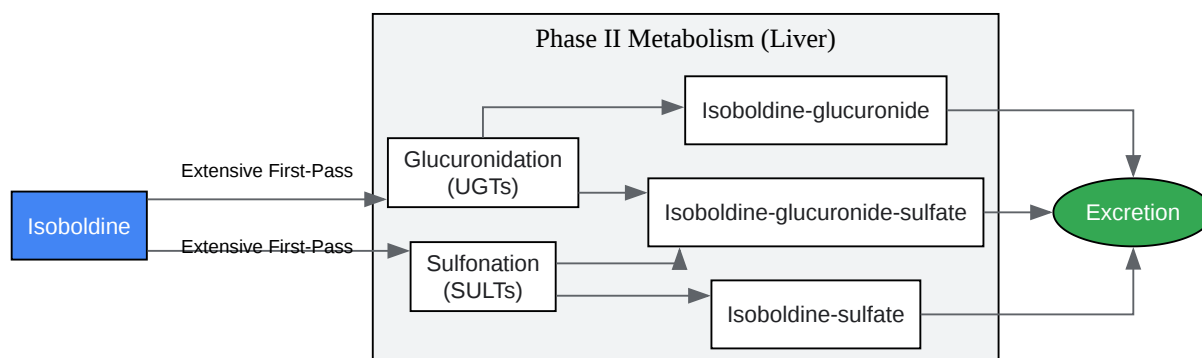 Phase II Metabolism (Liver)
Isoboldine-glucuronide
Extensive First-Pass
Glucuronidation
(UGTs)
Isoboldine
Isoboldine-glucuronide-sulfate
Excretion
Extensive First-Pass
Sulfonation
(SULTs)
Isoboldine-sulfate